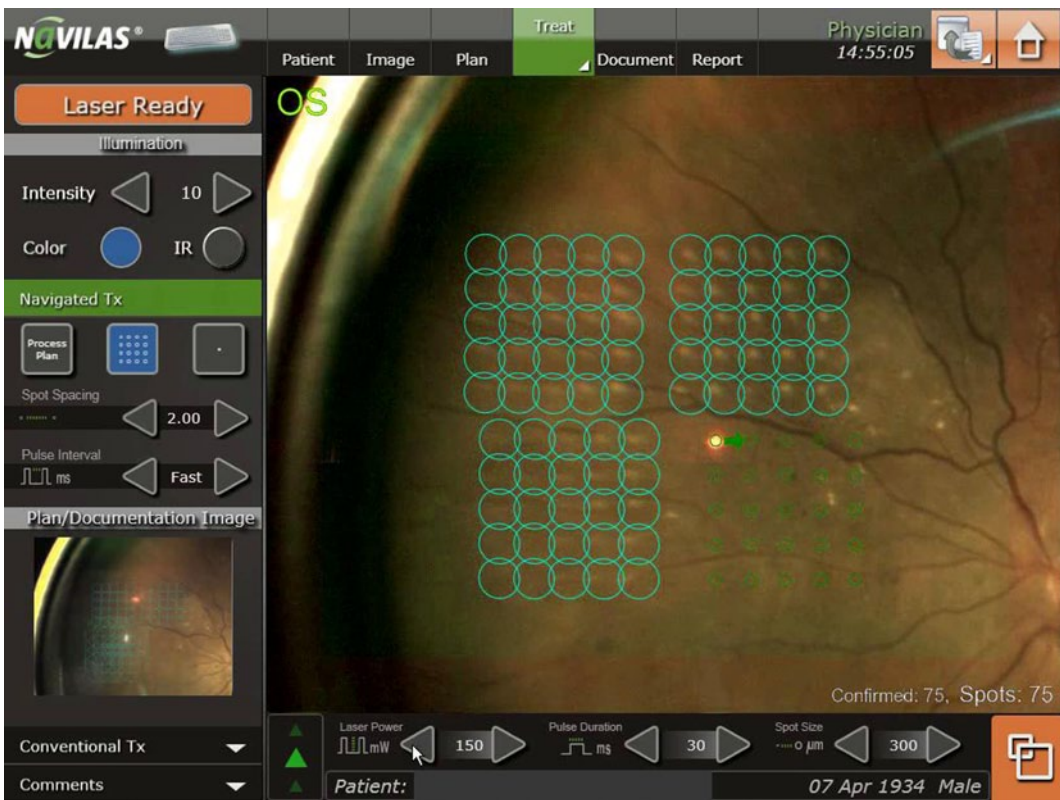 NAVILAS®
Treat
Physician
14:55:05
Patient Image Plan Document Report
Laser Ready
OS
Illumination
Intensity 10
Color IR
Navigated Tx
Process Plan
Spot Spacing
2.00
Pulse Interval
ms Fast
Plan/Documentation Image
Confirmed: 75, Spots: 75
Laser Power
mW 150
Pulse Duration
ms 30
Spot Size
µm 300
Conventional Tx
Comments
Patient: 07 Apr 1934 Male